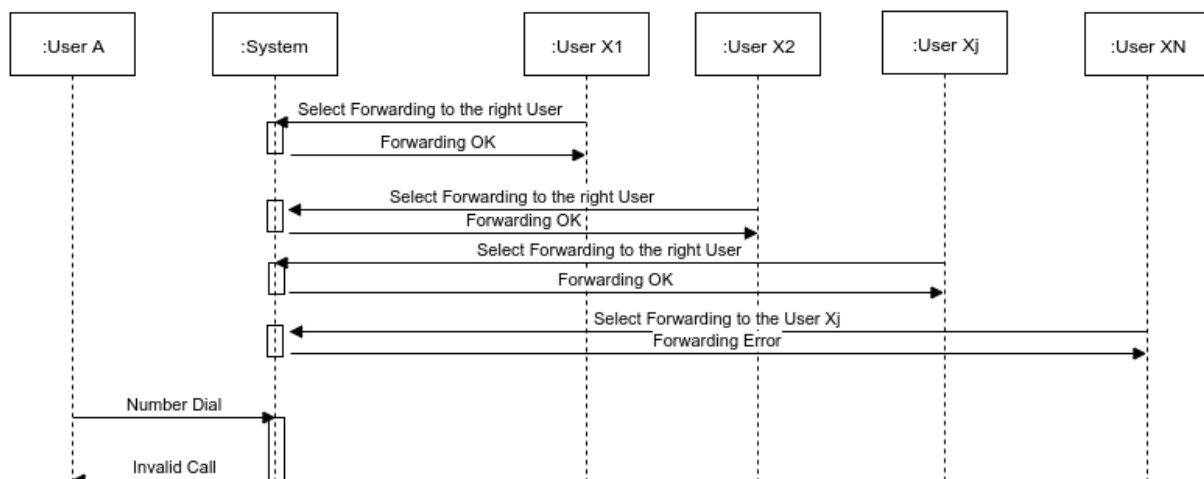 :User A
:System
:User X1
:User X2
:User Xj
:User XN
Select Forwarding to the right User
Forwarding OK
Select Forwarding to the right User
Forwarding OK
Select Forwarding to the right User
Forwarding OK
Select Forwarding to the User Xj
Forwarding Error
Number Dial
Invalid Call